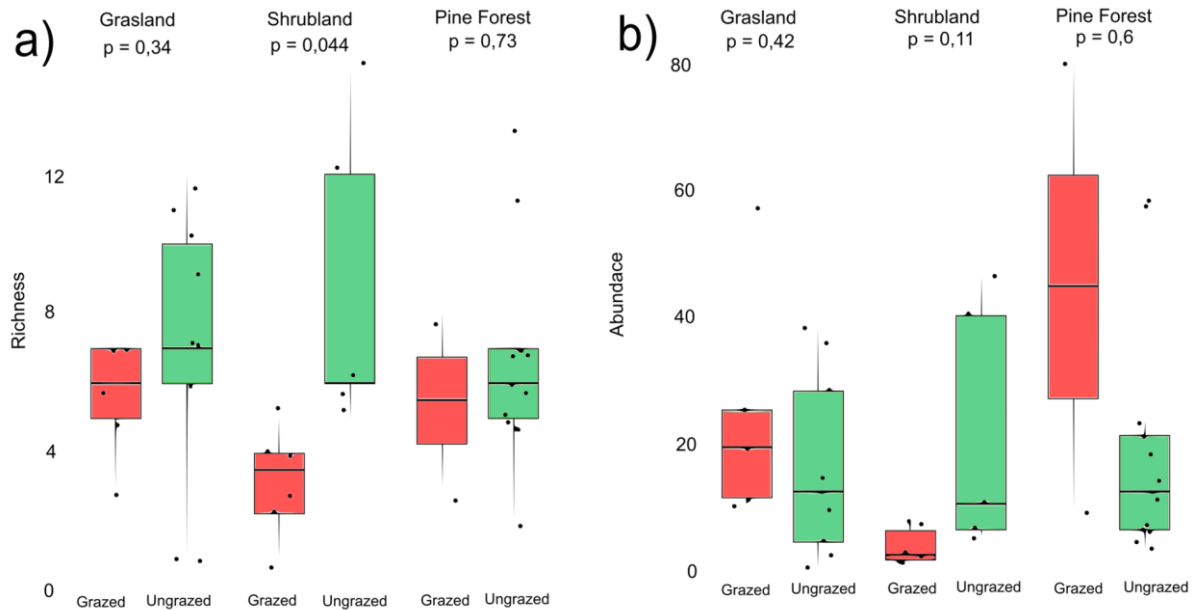 a)
Grasland
p = 0,34
Shrubland
p = 0,044
Pine Forest
p = 0,73
Richness
12
8
4
0
Grazed
Ungrazed
Grazed
Ungrazed
Grazed
Ungrazed
b)
Grasland
p = 0,42
Shrubland
p = 0,11
Pine Forest
p = 0,6
Abundace
80
60
40
20
0
Grazed
Ungrazed
Grazed
Ungrazed
Grazed
Ungrazed